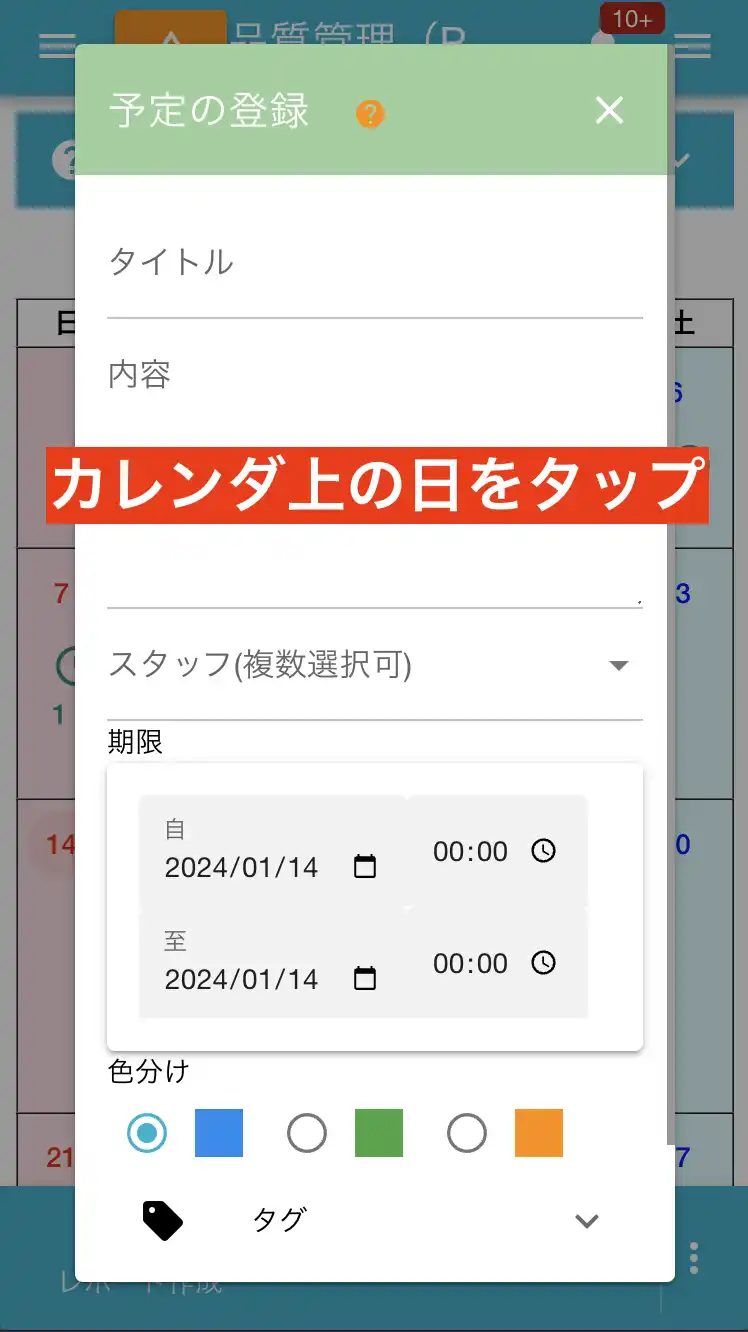 品質管理（P
10+
予定の登録
?
タイトル
日
土
内容
6
カレンダ上の日をタップ
7
3
スタッフ(複数選択可)
1
期限
自
2024/01/14
00:00
14
0
至
2024/01/14
00:00
色分け
21
7
タグ
レポート作成